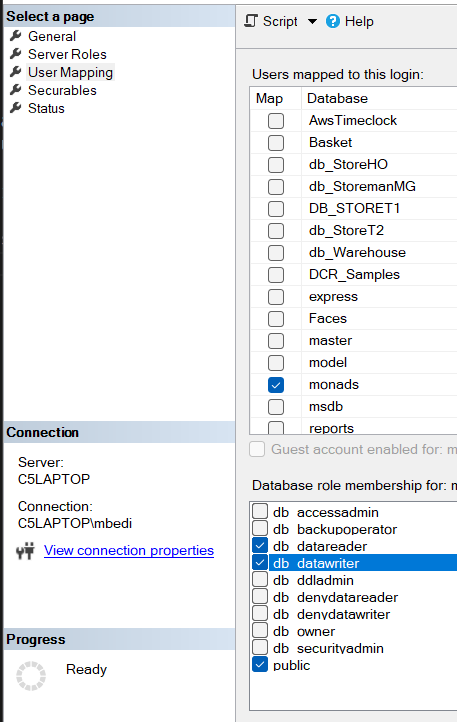 Select a page
General
Server Roles
User Mapping
Securables
Status
Connection
Server:
C5LAPTOP
Connection:
C5LAPTOP\mbedi
View connection properties
Progress
Ready
Script Help
Users mapped to this login:
Map Database
AwsTimeclock
Basket
db_StoreHO
db_StoremanMG
DB_STORET1
db_StoreT2
db_Warehouse
DCR_Samples
express
Faces
master
model
monads
msdb
reports
Guest account enabled for: m
Database role membership for: m
db_accessadmin
db_backupoperator
db_datareader
db_datawriter
db_ddladmin
db_denydatareader
db_denydatawriter
db_owner
db_securityadmin
public